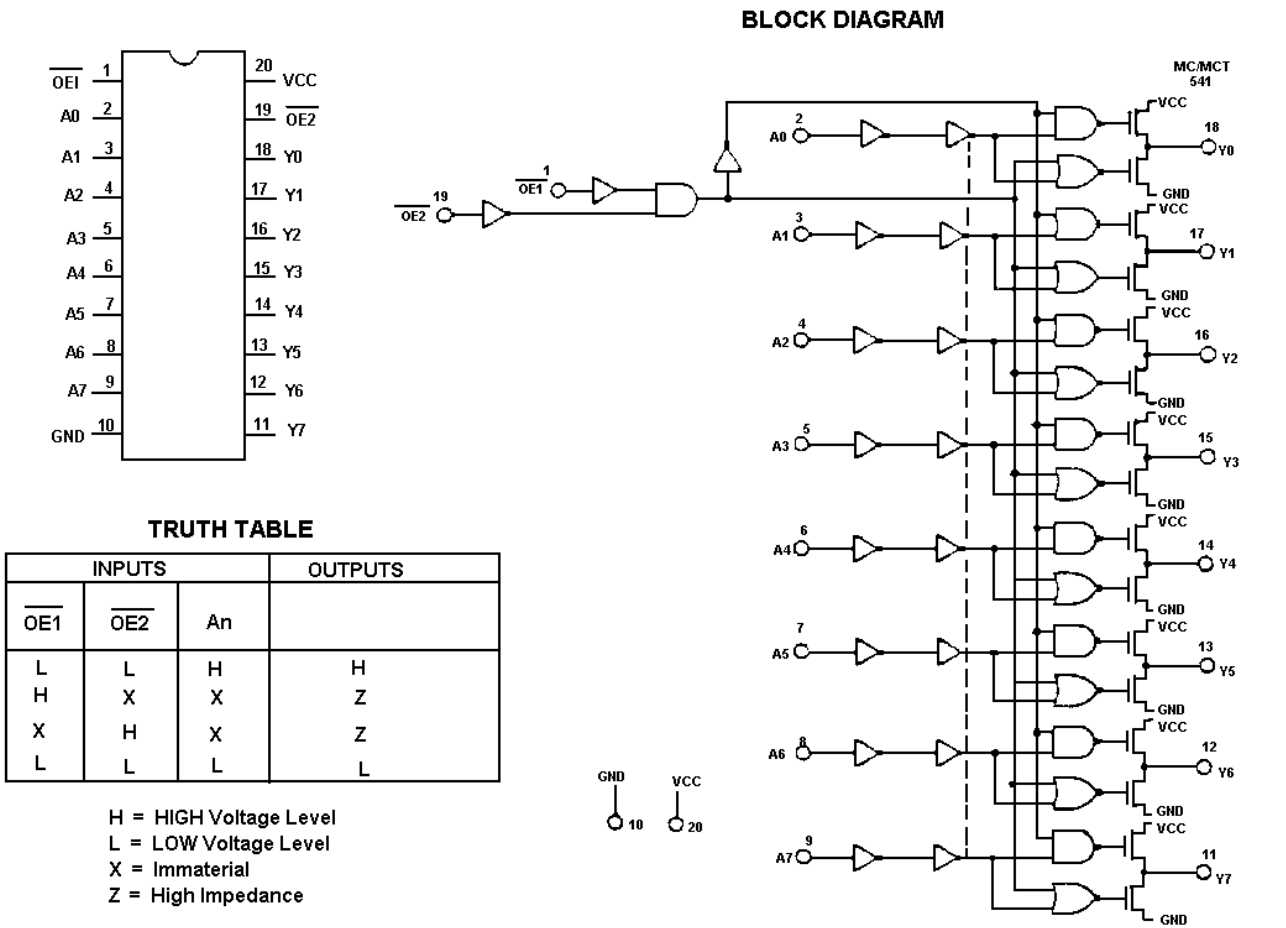 BLOCK DIAGRAM
OEI 1
A0 2
A1 3
A2 4
A3 5
A4 6
A5 7
A6 8
A7 9
GND 10
20 VCC
19 OE2
18 Y0
17 Y1
16 Y2
15 Y3
14 Y4
13 Y5
12 Y6
11 Y7
MC/MCT
541
OE1 1
OE2 19
A0 2
VCC
18
Y0
GND
A1 3
VCC
17
Y1
GND
A2 4
VCC
16
Y2
GND
A3 5
VCC
15
Y3
GND
A4 6
VCC
14
Y4
GND
A5 7
VCC
13
Y5
GND
A6 8
VCC
12
Y6
GND
A7 9
VCC
11
Y7
GND
GND
10
VCC
20
TRUTH TABLE
INPUTS OUTPUTS
OE1 OE2 An
L L H H
H X X Z
X H X Z
L L L L
H = HIGH Voltage Level
L = LOW Voltage Level
X = Immaterial
Z = High Impedance